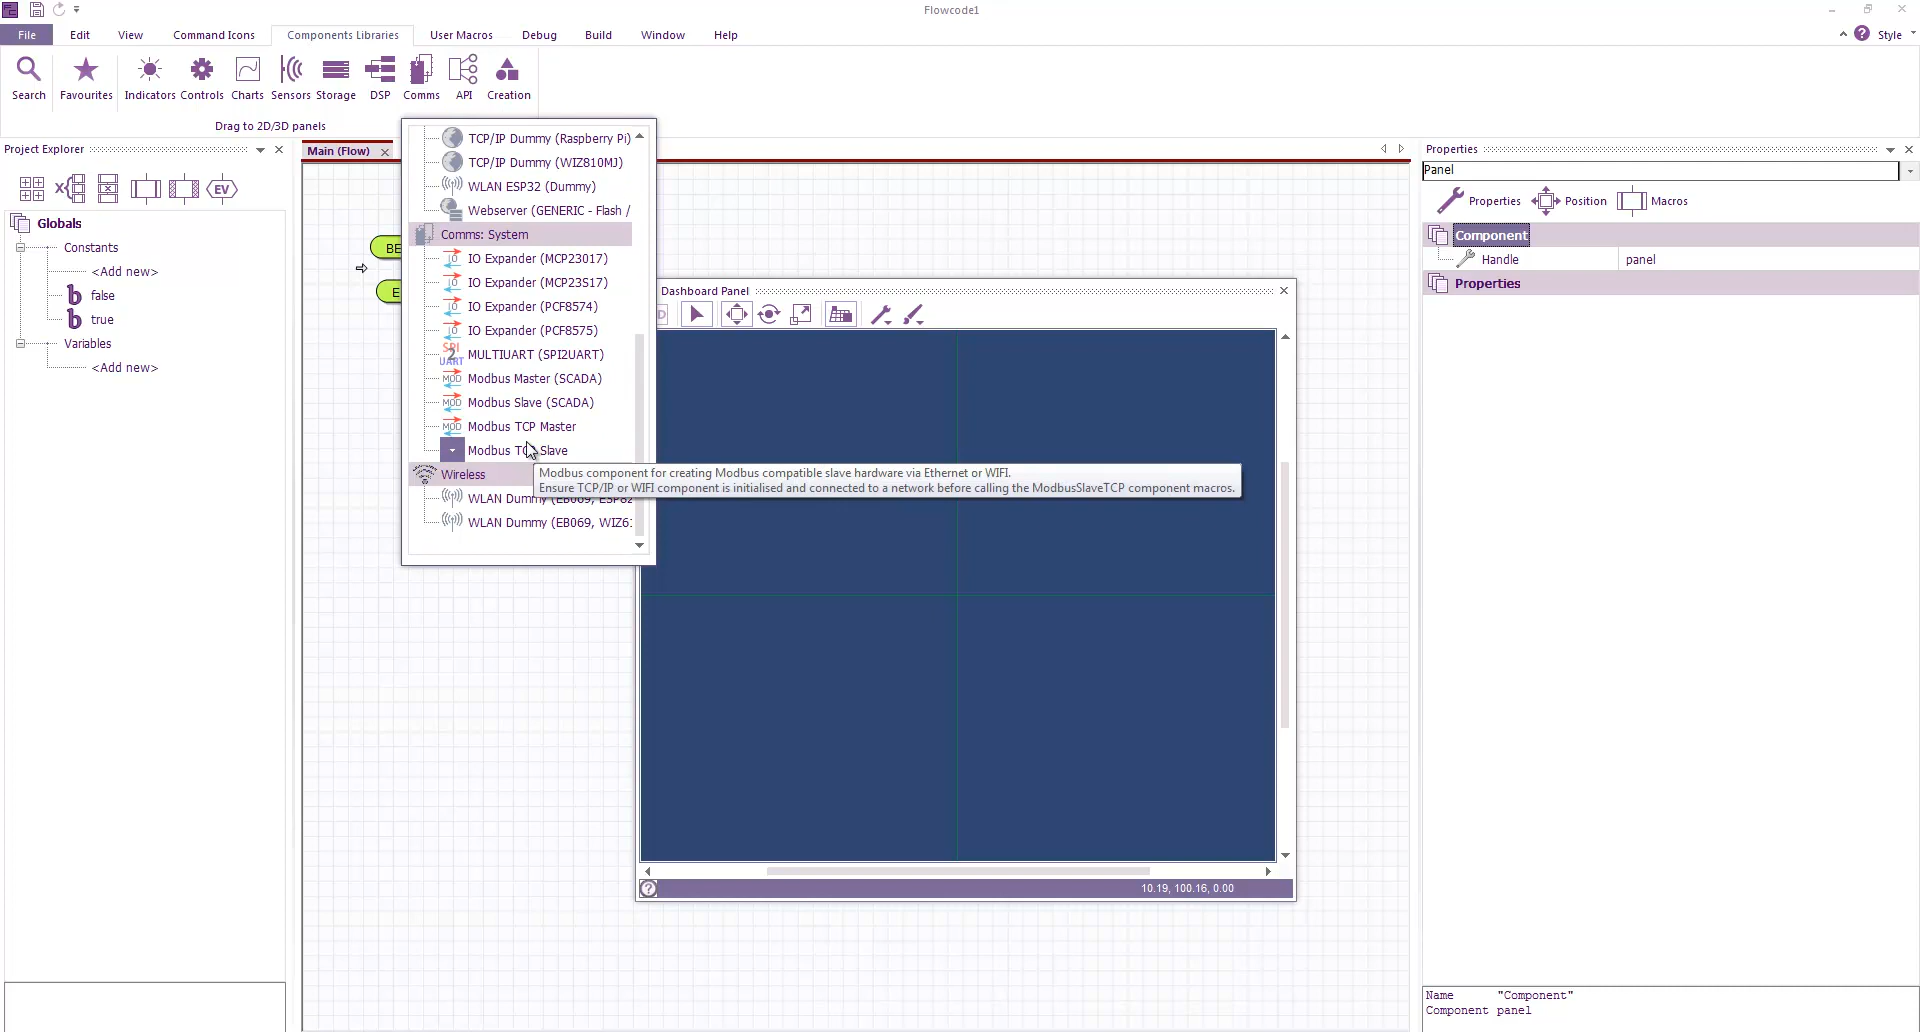 Flowcode1
File
Edit
View
Command Icons
Components Libraries
User Macros
Debug
Build
Window
Help
Style
Search
Favourites
Indicators
Controls
Charts
Sensors
Storage
DSP
Comms
API
Creation
Drag to 2D/3D panels
Project Explorer
EV
Globals
Constants
<Add new>
false
true
Variables
<Add new>
Main (Flow)
BE
E
TCP/IP Dummy (Raspberry Pi)
TCP/IP Dummy (WIZ810MJ)
WLAN ESP32 (Dummy)
Webserver (GENERIC - Flash /
Comms: System
IO Expander (MCP23017)
IO Expander (MCP23S17)
IO Expander (PCF8574)
IO Expander (PCF8575)
MULTIUART (SPI2UART)
Modbus Master (SCADA)
Modbus Slave (SCADA)
Modbus TCP Master
Modbus TCP Slave
Wireless
WLAN Dummy (EB069, ESP82
WLAN Dummy (EB069, WIZ6:
Modbus component for creating Modbus compatible slave hardware via Ethernet or WIFI.
Ensure TCP/IP or WIFI component is initialised and connected to a network before calling the ModbusSlaveTCP component macros.
Dashboard Panel
10.19, 100.16, 0.00
Properties
Panel
Properties
Position
Macros
Component
Handle
panel
Properties
Name "Component"
Component panel